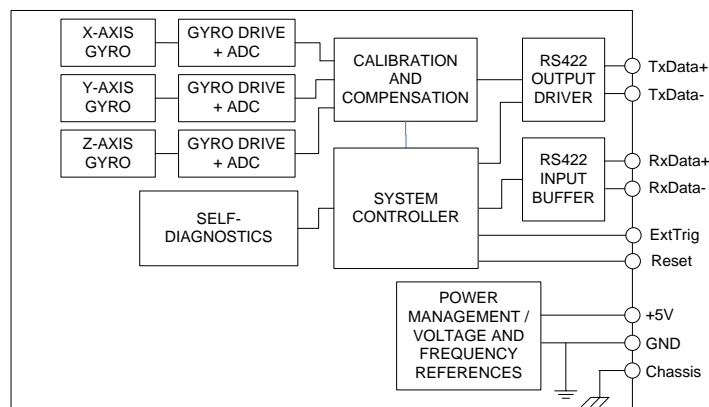 X-AXIS
GYRO
GYRO DRIVE
+ ADC
Y-AXIS
GYRO
GYRO DRIVE
+ ADC
Z-AXIS
GYRO
GYRO DRIVE
+ ADC
CALIBRATION
AND
COMPENSATION
RS422
OUTPUT
DRIVER
TxData+
TxData-
SELF-
DIAGNOSTICS
SYSTEM
CONTROLLER
RS422
INPUT
BUFFER
RxData+
RxData-
ExtTrig
Reset
POWER
MANAGEMENT /
VOLTAGE AND
FREQUENCY
REFERENCES
+5V
GND
Chassis